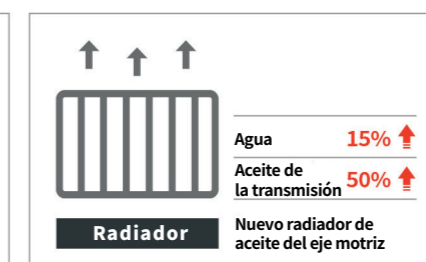 Agua 15%
Aceite de
la transmisión 50%
Radiador
Nuevo radiador de
aceite del eje motriz